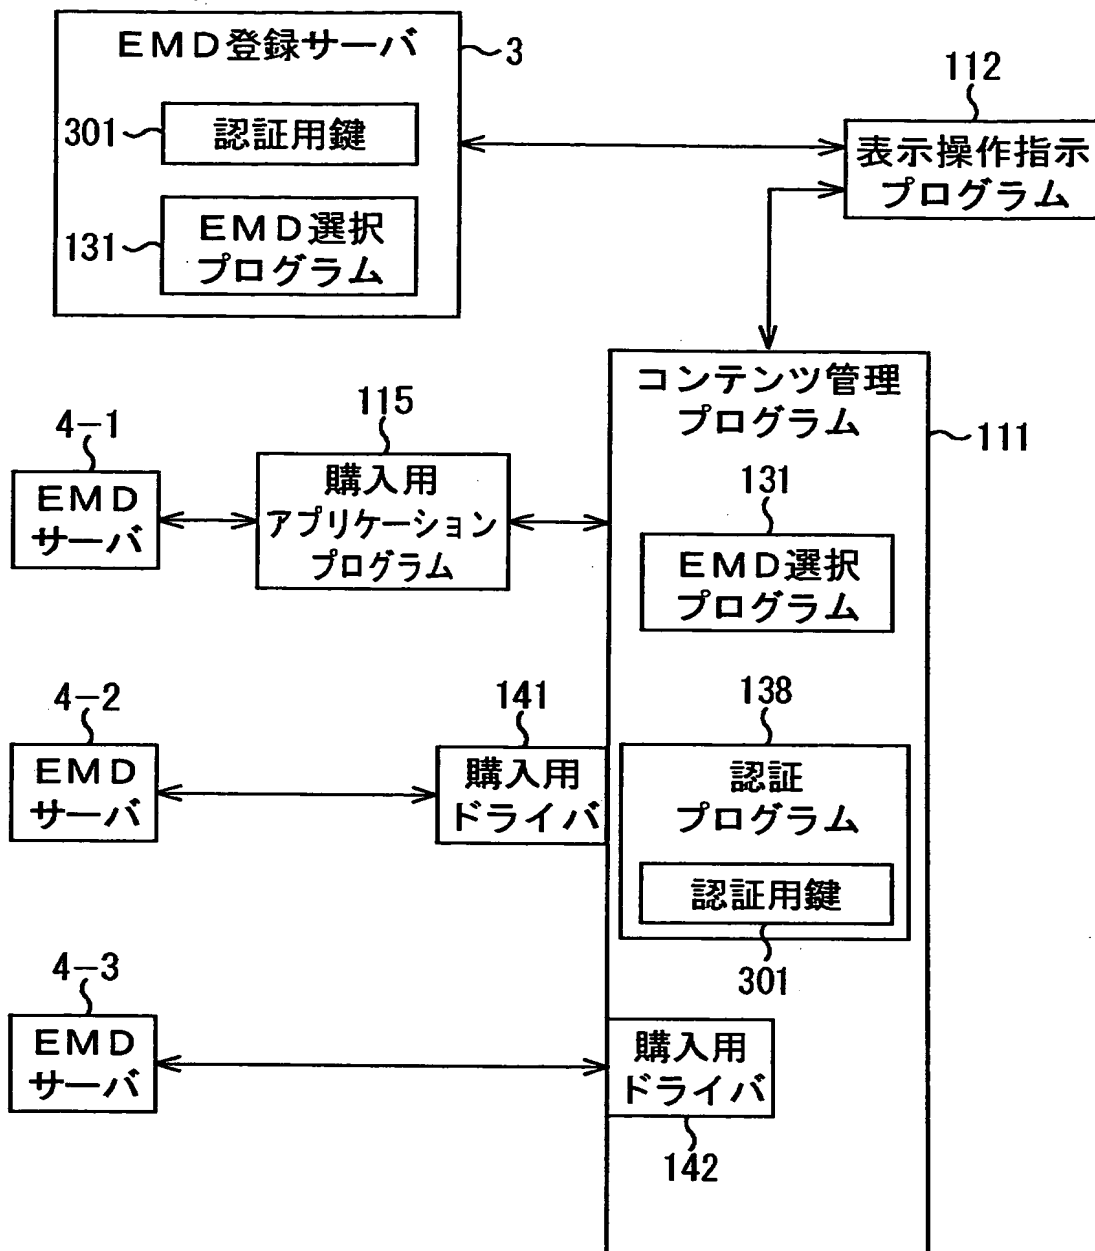 EMD登録サーバ
3
301
認証用鍵
131
EMD選択
プログラム
112
表示操作指示
プログラム
コンテンツ管理
プログラム
111
4-1
EMD
サーバ
115
購入用
アプリケーション
プログラム
131
EMD選択
プログラム
4-2
EMD
サーバ
141
購入用
ドライバ
138
認証
プログラム
認証用鍵
301
4-3
EMD
サーバ
購入用
ドライバ
142